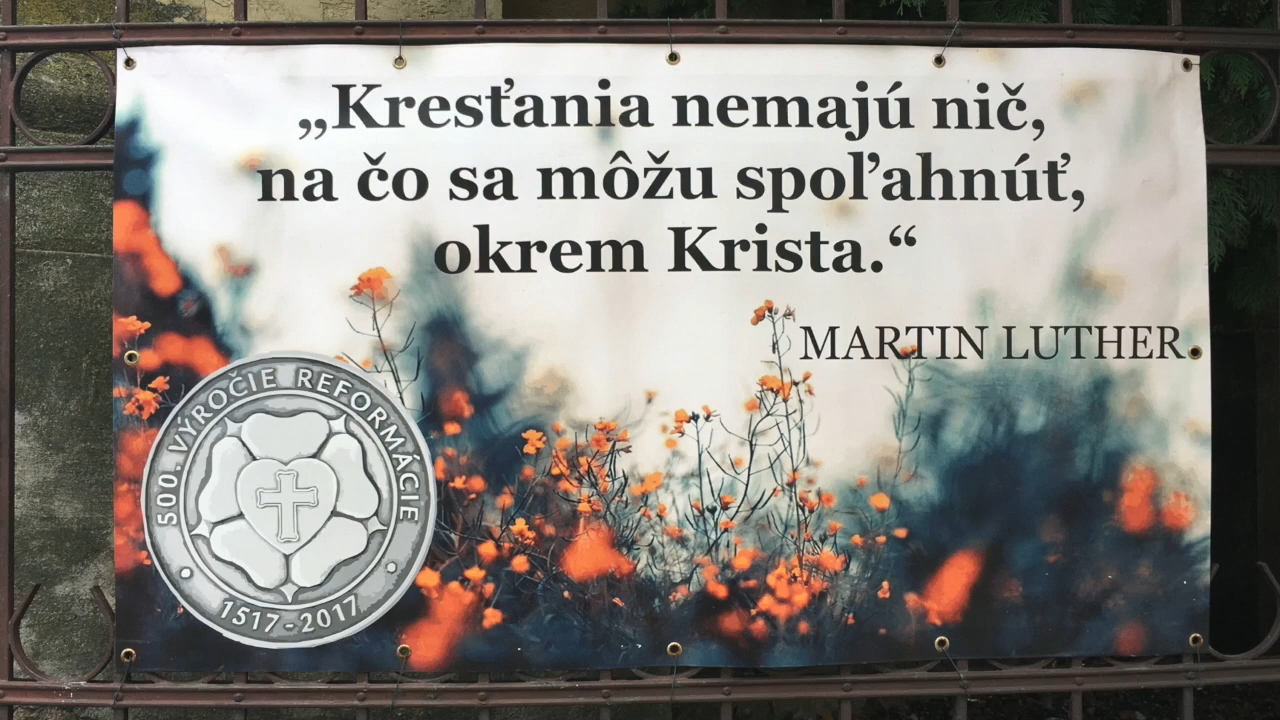 „Kresťania nemajú nič,
na čo sa môžu spoľahnúť,
okrem Krista.“
MARTIN LUTHER
500. VÝROČIE REFORMÁCIE
1517-2017